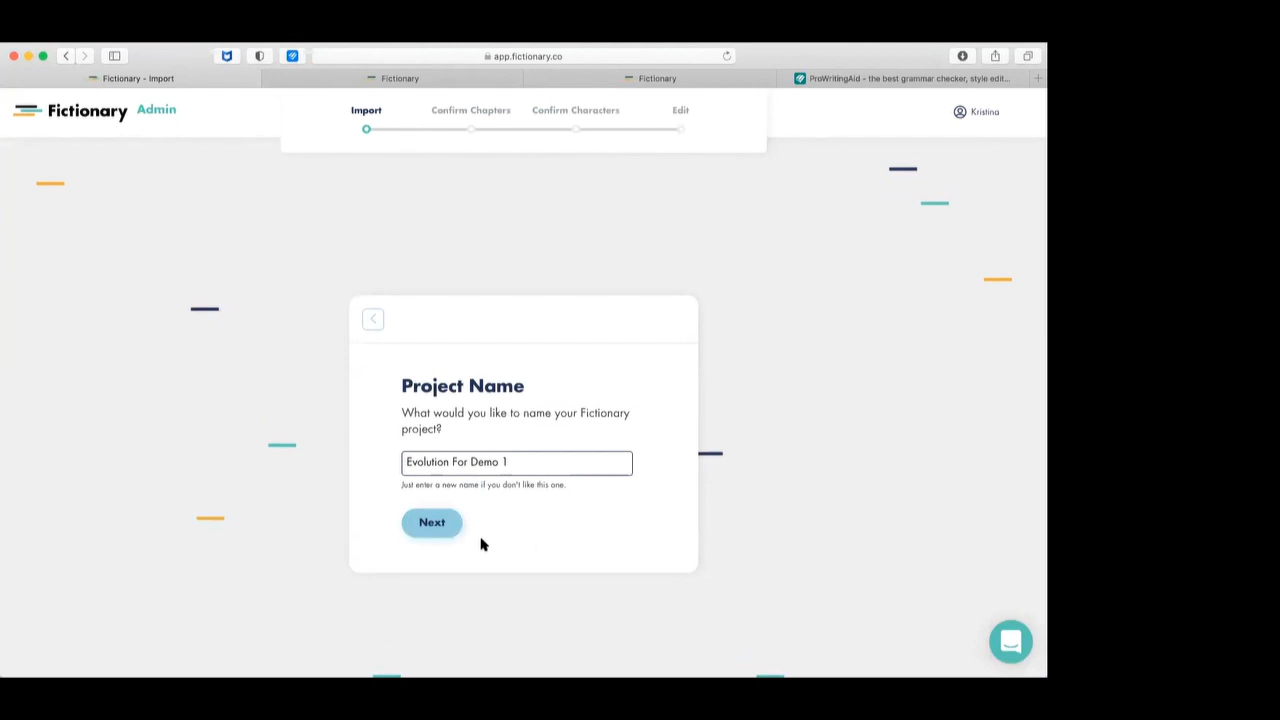 app.fictionary.co
Fictionary - Import
Fictionary
Fictionary
ProWritingAid - the best grammar checker, style edit...
Fictionary Admin
Import
Confirm Chapters
Confirm Characters
Edit
Kristina
Project Name
What would you like to name your Fictionary
project?
Evolution For Demo 1
Just enter a new name if you don't like this one.
Next